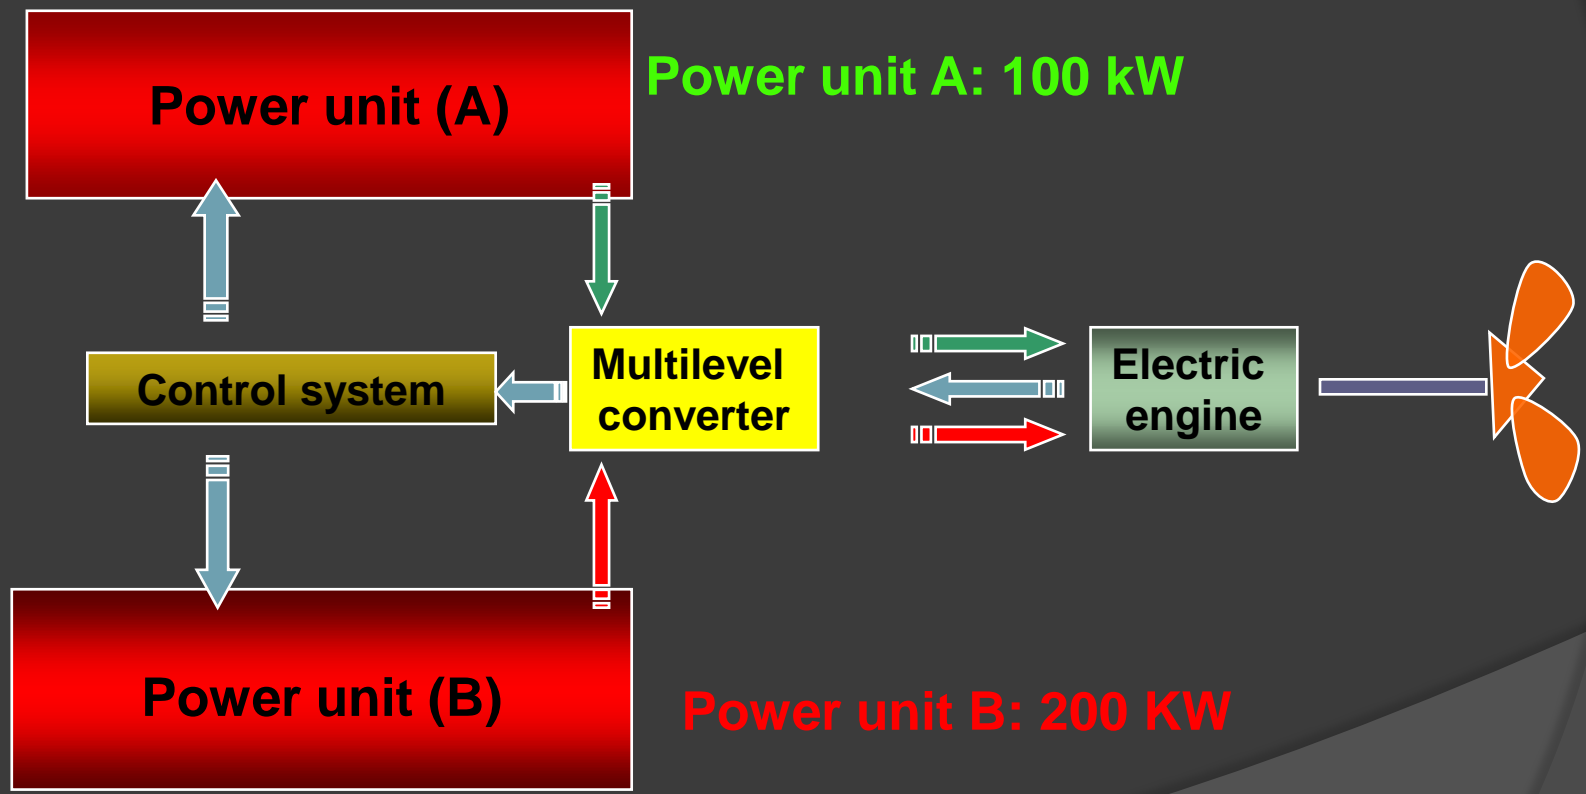 Power unit (A)
Power unit A: 100 kW
Control system
Multilevel
converter
Electric
engine
Power unit (B)
Power unit B: 200 KW